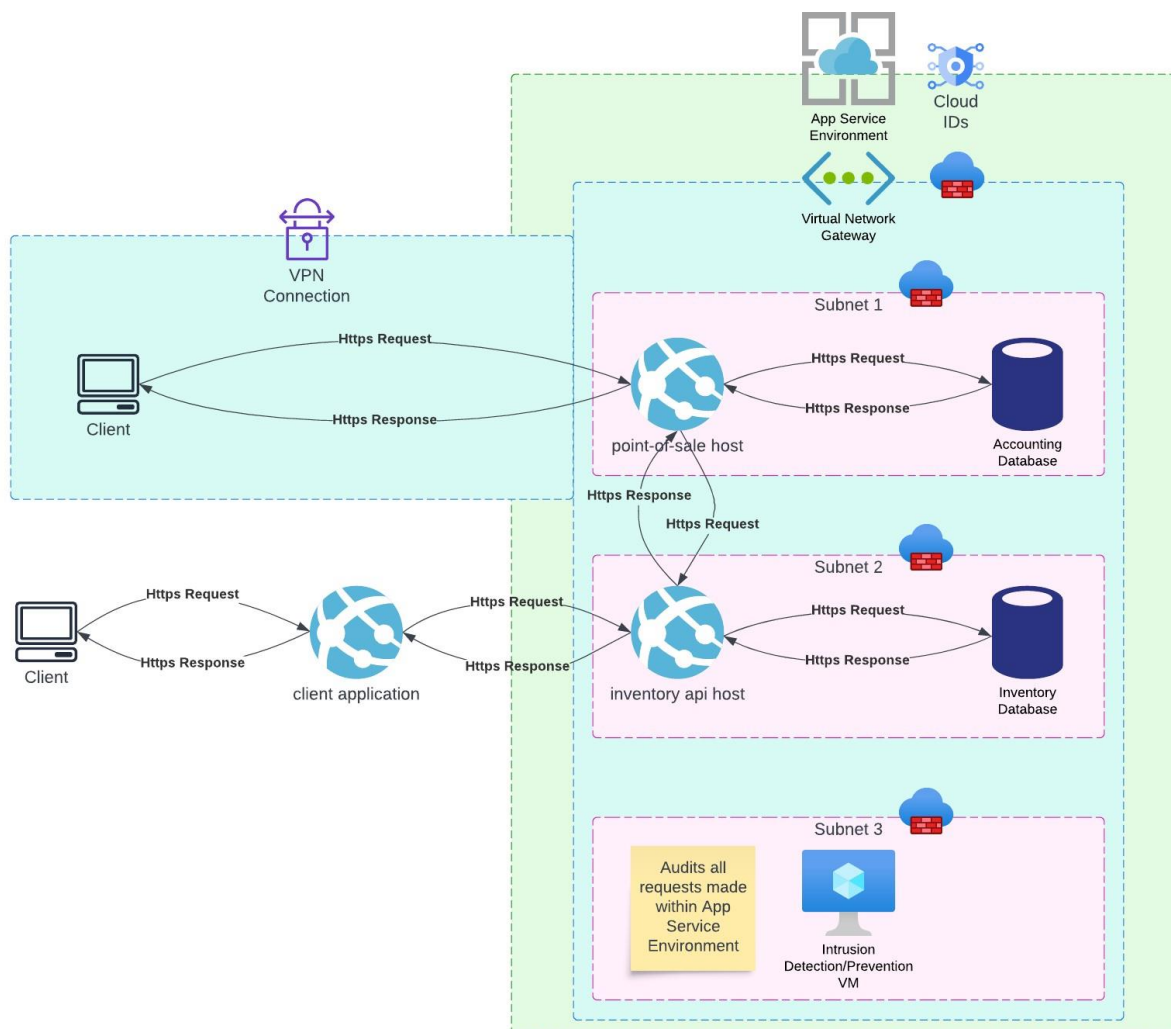 App Service
Environment
Cloud
IDs
Virtual Network
Gateway
VPN
Connection
Subnet 1
Https Request
Https Request
Https Response
Https Response
Client
point-of-sale host
Accounting
Database
Https Response
Https Request
Subnet 2
Https Request
Https Request
Https Request
Https Response
Https Response
Https Response
Client
client application
inventory api host
Inventory
Database
Subnet 3
Audits all
requests made
within App
Service
Environment
Intrusion
Detection/Prevention
VM